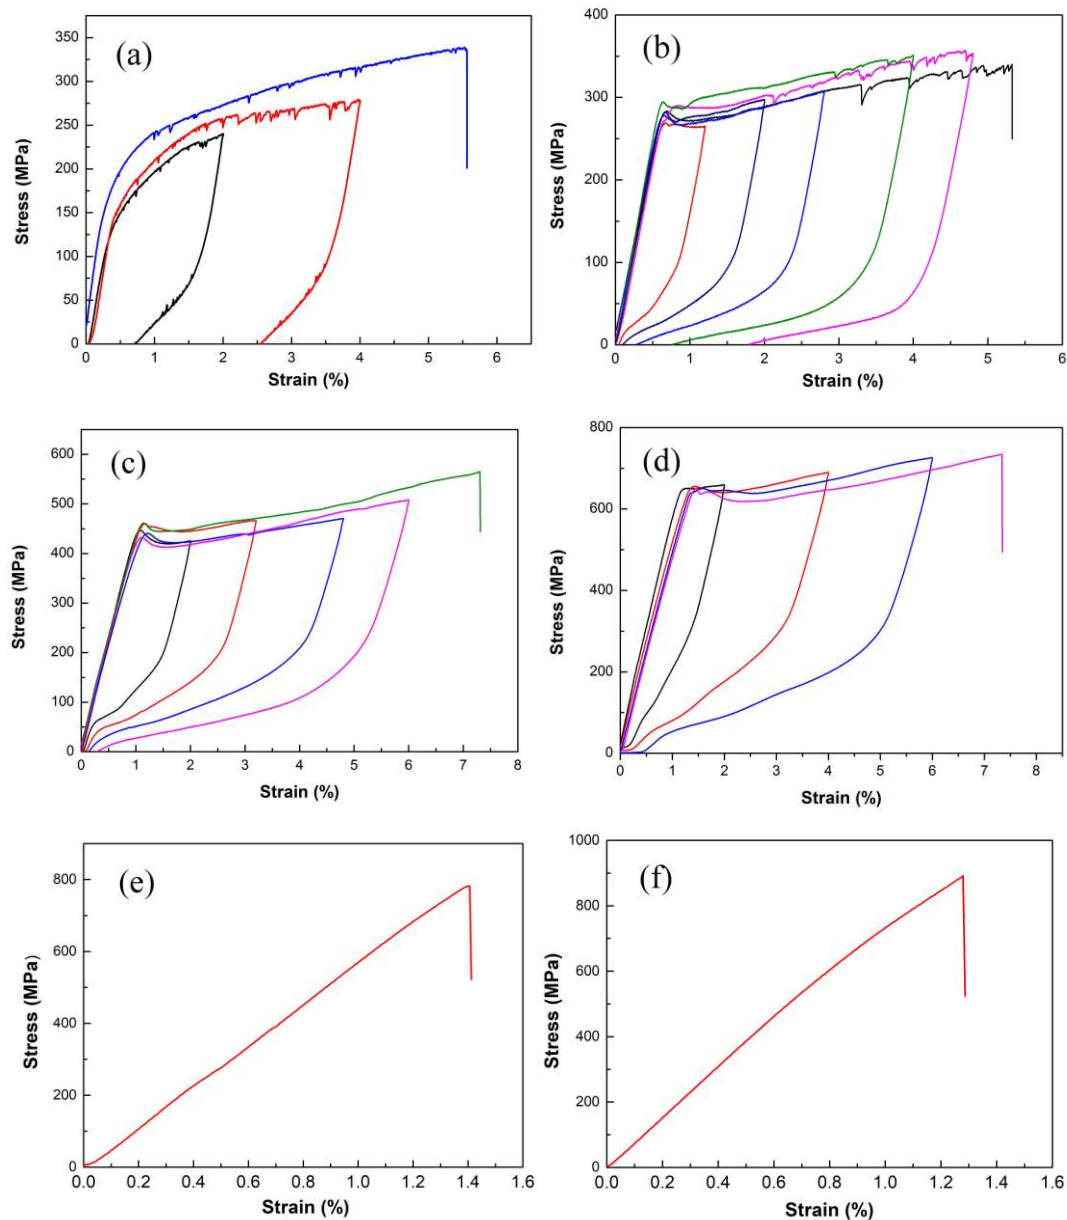 (a)
350
300
250
200
150
100
50
0
Stress (MPa)
0 1 2 3 4 5 6
Strain (%)
(b)
400
300
200
100
0
Stress (MPa)
0 1 2 3 4 5 6
Strain (%)
(c)
600
500
400
300
200
100
0
Stress (MPa)
0 1 2 3 4 5 6 7 8
Strain (%)
(d)
800
600
400
200
0
Stress (MPa)
0 1 2 3 4 5 6 7 8
Strain (%)
(e)
800
600
400
200
0
Stress (MPa)
0.0 0.2 0.4 0.6 0.8 1.0 1.2 1.4 1.6
Strain (%)
(f)
1000
800
600
400
200
0
Stress (MPa)
0.0 0.2 0.4 0.6 0.8 1.0 1.2 1.4 1.6
Strain (%)